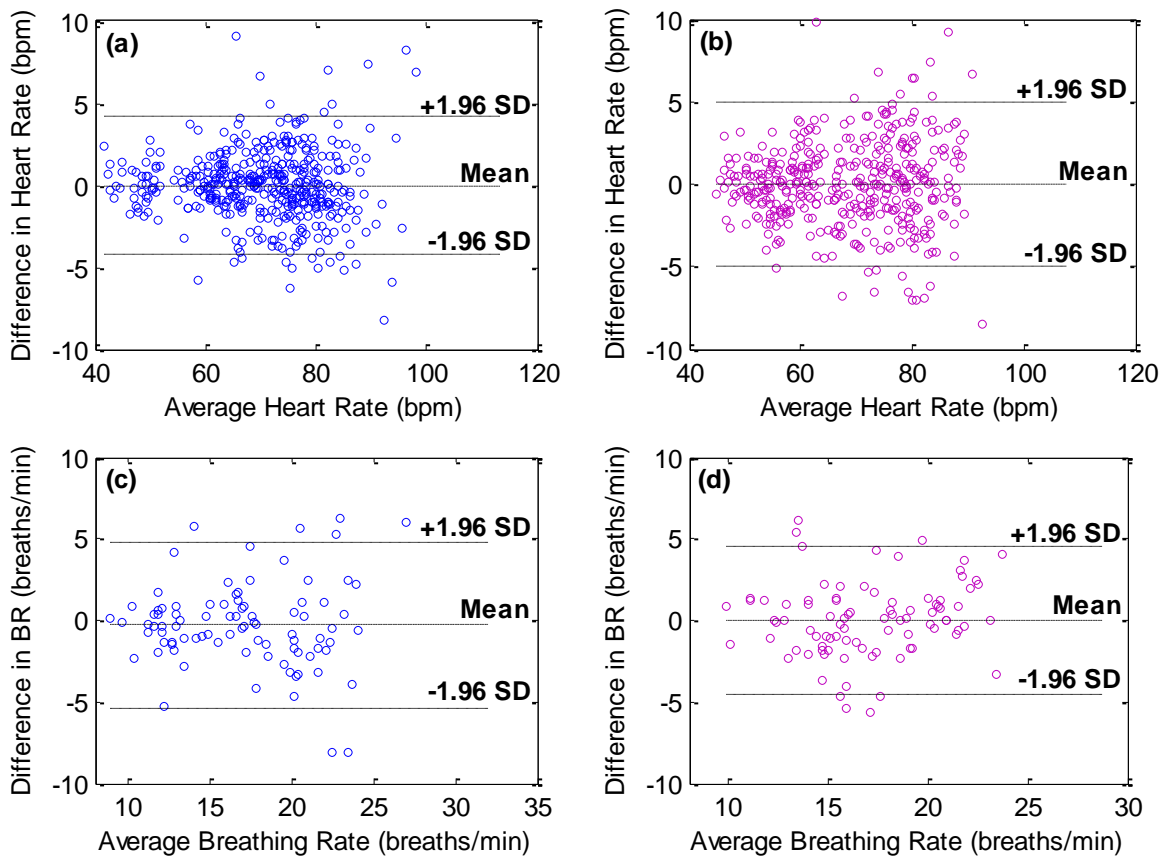 (a)
Difference in Heart Rate (bpm)
10
5
0
-5
-10
+1.96 SD
Mean
-1.96 SD
40 60 80 100 120
Average Heart Rate (bpm)
(b)
Difference in Heart Rate (bpm)
10
5
0
-5
-10
+1.96 SD
Mean
-1.96 SD
40 60 80 100 120
Average Heart Rate (bpm)
(c)
Difference in BR (breaths/min)
10
5
0
-5
-10
+1.96 SD
Mean
-1.96 SD
10 15 20 25 30 35
Average Breathing Rate (breaths/min)
(d)
Difference in BR (breaths/min)
10
5
0
-5
-10
+1.96 SD
Mean
-1.96 SD
10 15 20 25 30
Average Breathing Rate (breaths/min)